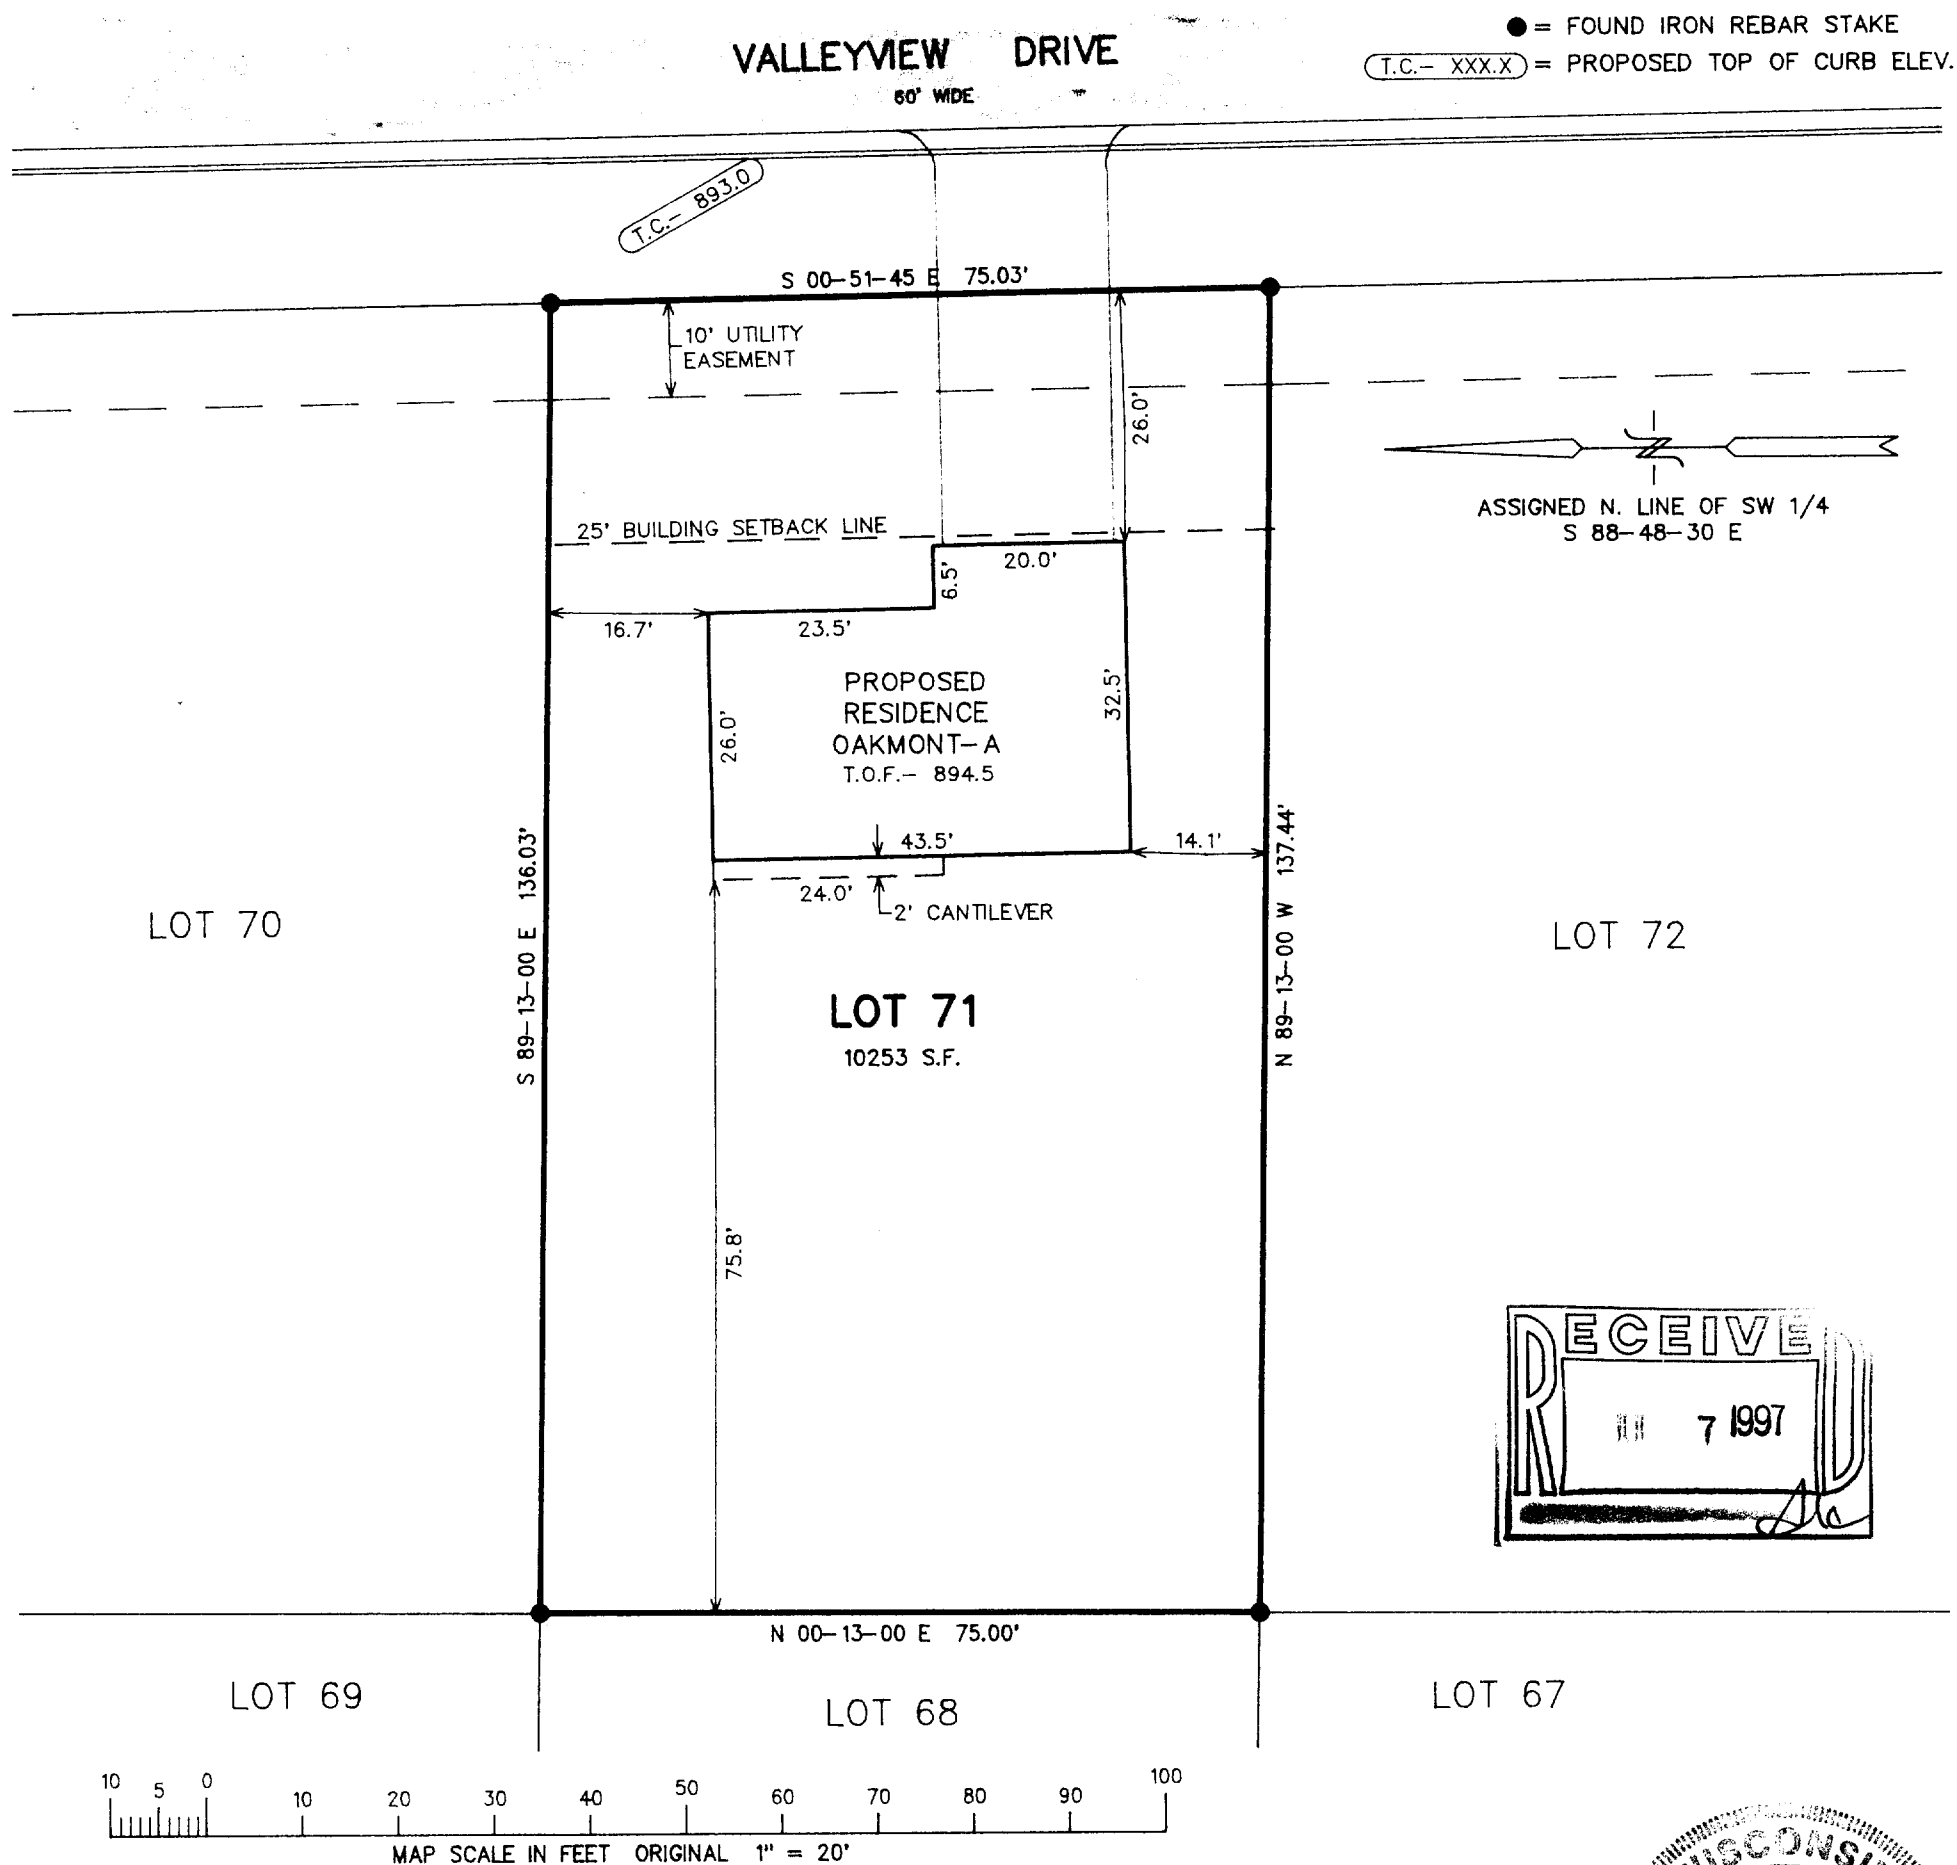 ● = FOUND IRON REBAR STAKE
T.C.– XXX.X = PROPOSED TOP OF CURB ELEV.
VALLEYVIEW DRIVE
60' WIDE
T.C.– 893.0
S 00–51–45 E 75.03'
10' UTILITY
EASEMENT
26.0'
ASSIGNED N. LINE OF SW 1/4
S 88–48–30 E
25' BUILDING SETBACK LINE
20.0'
6.5'
16.7'
23.5'
PROPOSED
RESIDENCE
OAKMONT–A
T.O.F.– 894.5
26.0'
32.5'
43.5'
14.1'
24.0'
2' CANTILEVER
S 89–13–00 E 136.03'
N 89–13–00 W 137.44'
LOT 70
LOT 72
LOT 71
10253 S.F.
75.8'
RECEIVED
7 1997
N 00–13–00 E 75.00'
LOT 69
LOT 68
LOT 67
10 5 0 10 20 30 40 50 60 70 80 90 100
MAP SCALE IN FEET ORIGINAL 1" = 20'